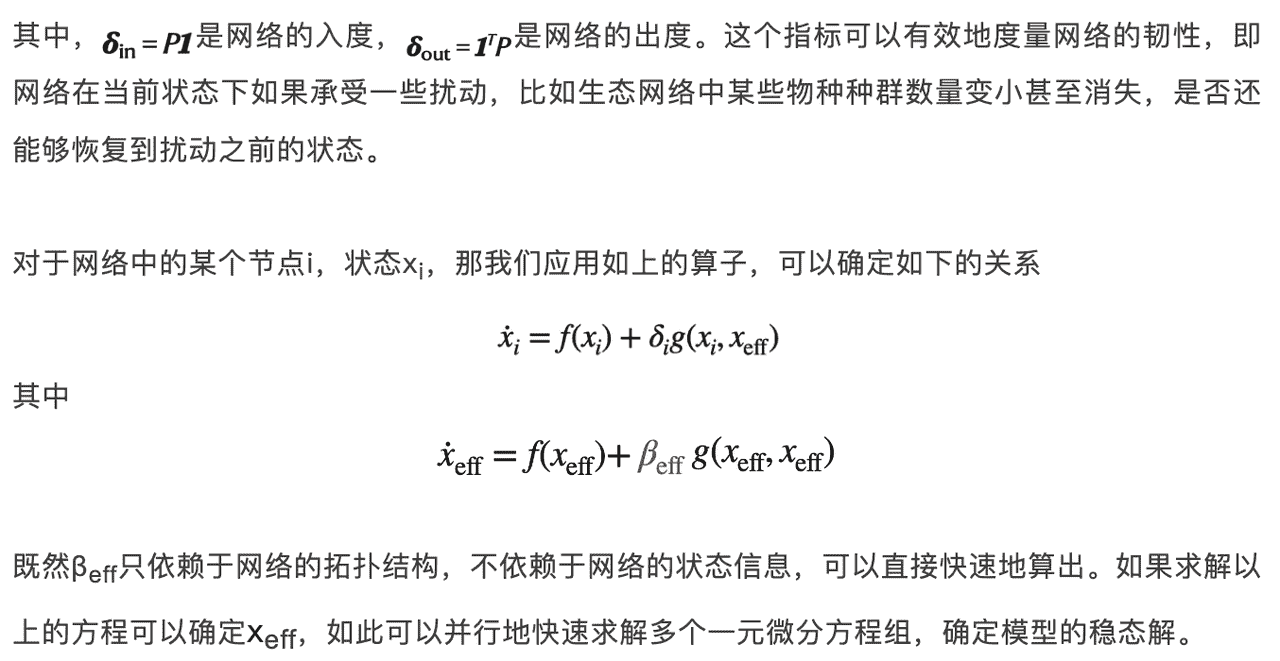 其中，δin = P1是网络的入度，δout = 1ᵀP是网络的出度。这个指标可以有效地度量网络的韧性，即
网络在当前状态下如果承受一些扰动，比如生态网络中某些物种种群数量变小甚至消失，是否还
能够恢复到扰动之前的状态。
对于网络中的某个节点i，状态xi，那我们应用如上的算子，可以确定如下的关系
ẋi = f(xi) + δig(xi, xeff)
其中
ẋeff = f(xeff)+ βeff g(xeff, xeff)
既然βeff只依赖于网络的拓扑结构，不依赖于网络的状态信息，可以直接快速地算出。如果求解以
上的方程可以确定xeff，如此可以并行地快速求解多个一元微分方程组，确定模型的稳态解。